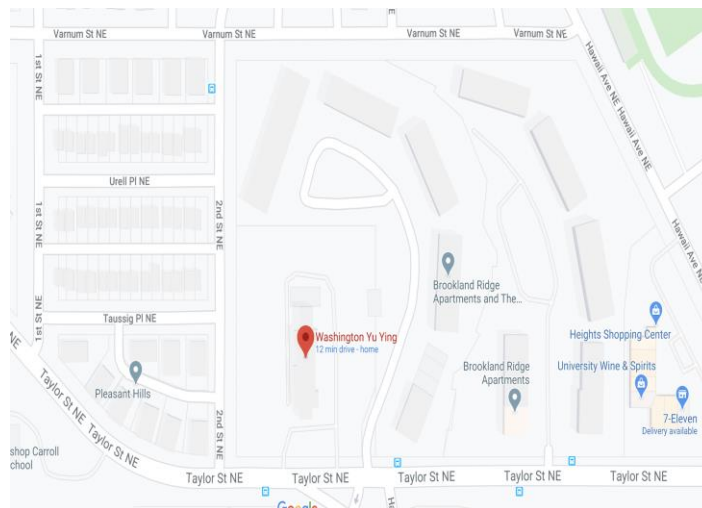 Varnum St NE
Varnum St NE
Varnum St NE
Varnum St NE
1st St NE
Hawaii Ave NE
Hawaii Ave NE
Urell Pl NE
1st St NE
2nd St NE
Hawaii Ave NE
Brookland Ridge
Apartments and The...
1st St NE
Taussig Pl NE
Washington Yu Ying
12 min drive - home
Heights Shopping Center
University Wine & Spirits
Brookland Ridge
Apartments
Pleasant Hills
7-Eleven
Delivery available
Taylor St NE
Taylor St NE
2nd St NE
shop Carroll
School
Taylor St NE
Taylor St NE
Taylor St NE
Taylor St NE
Taylor St NE
Google